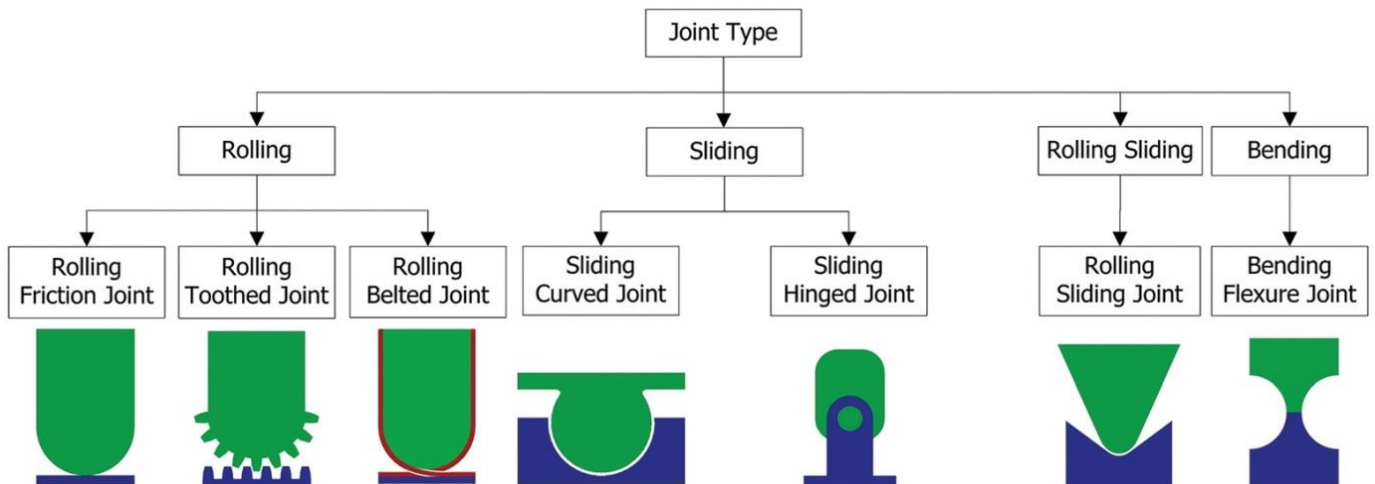 Joint Type
Rolling
Sliding
Rolling Sliding
Bending
Rolling
Friction Joint
Rolling
Toothed Joint
Rolling
Belted Joint
Sliding
Curved Joint
Sliding
Hinged Joint
Rolling
Sliding Joint
Bending
Flexure Joint